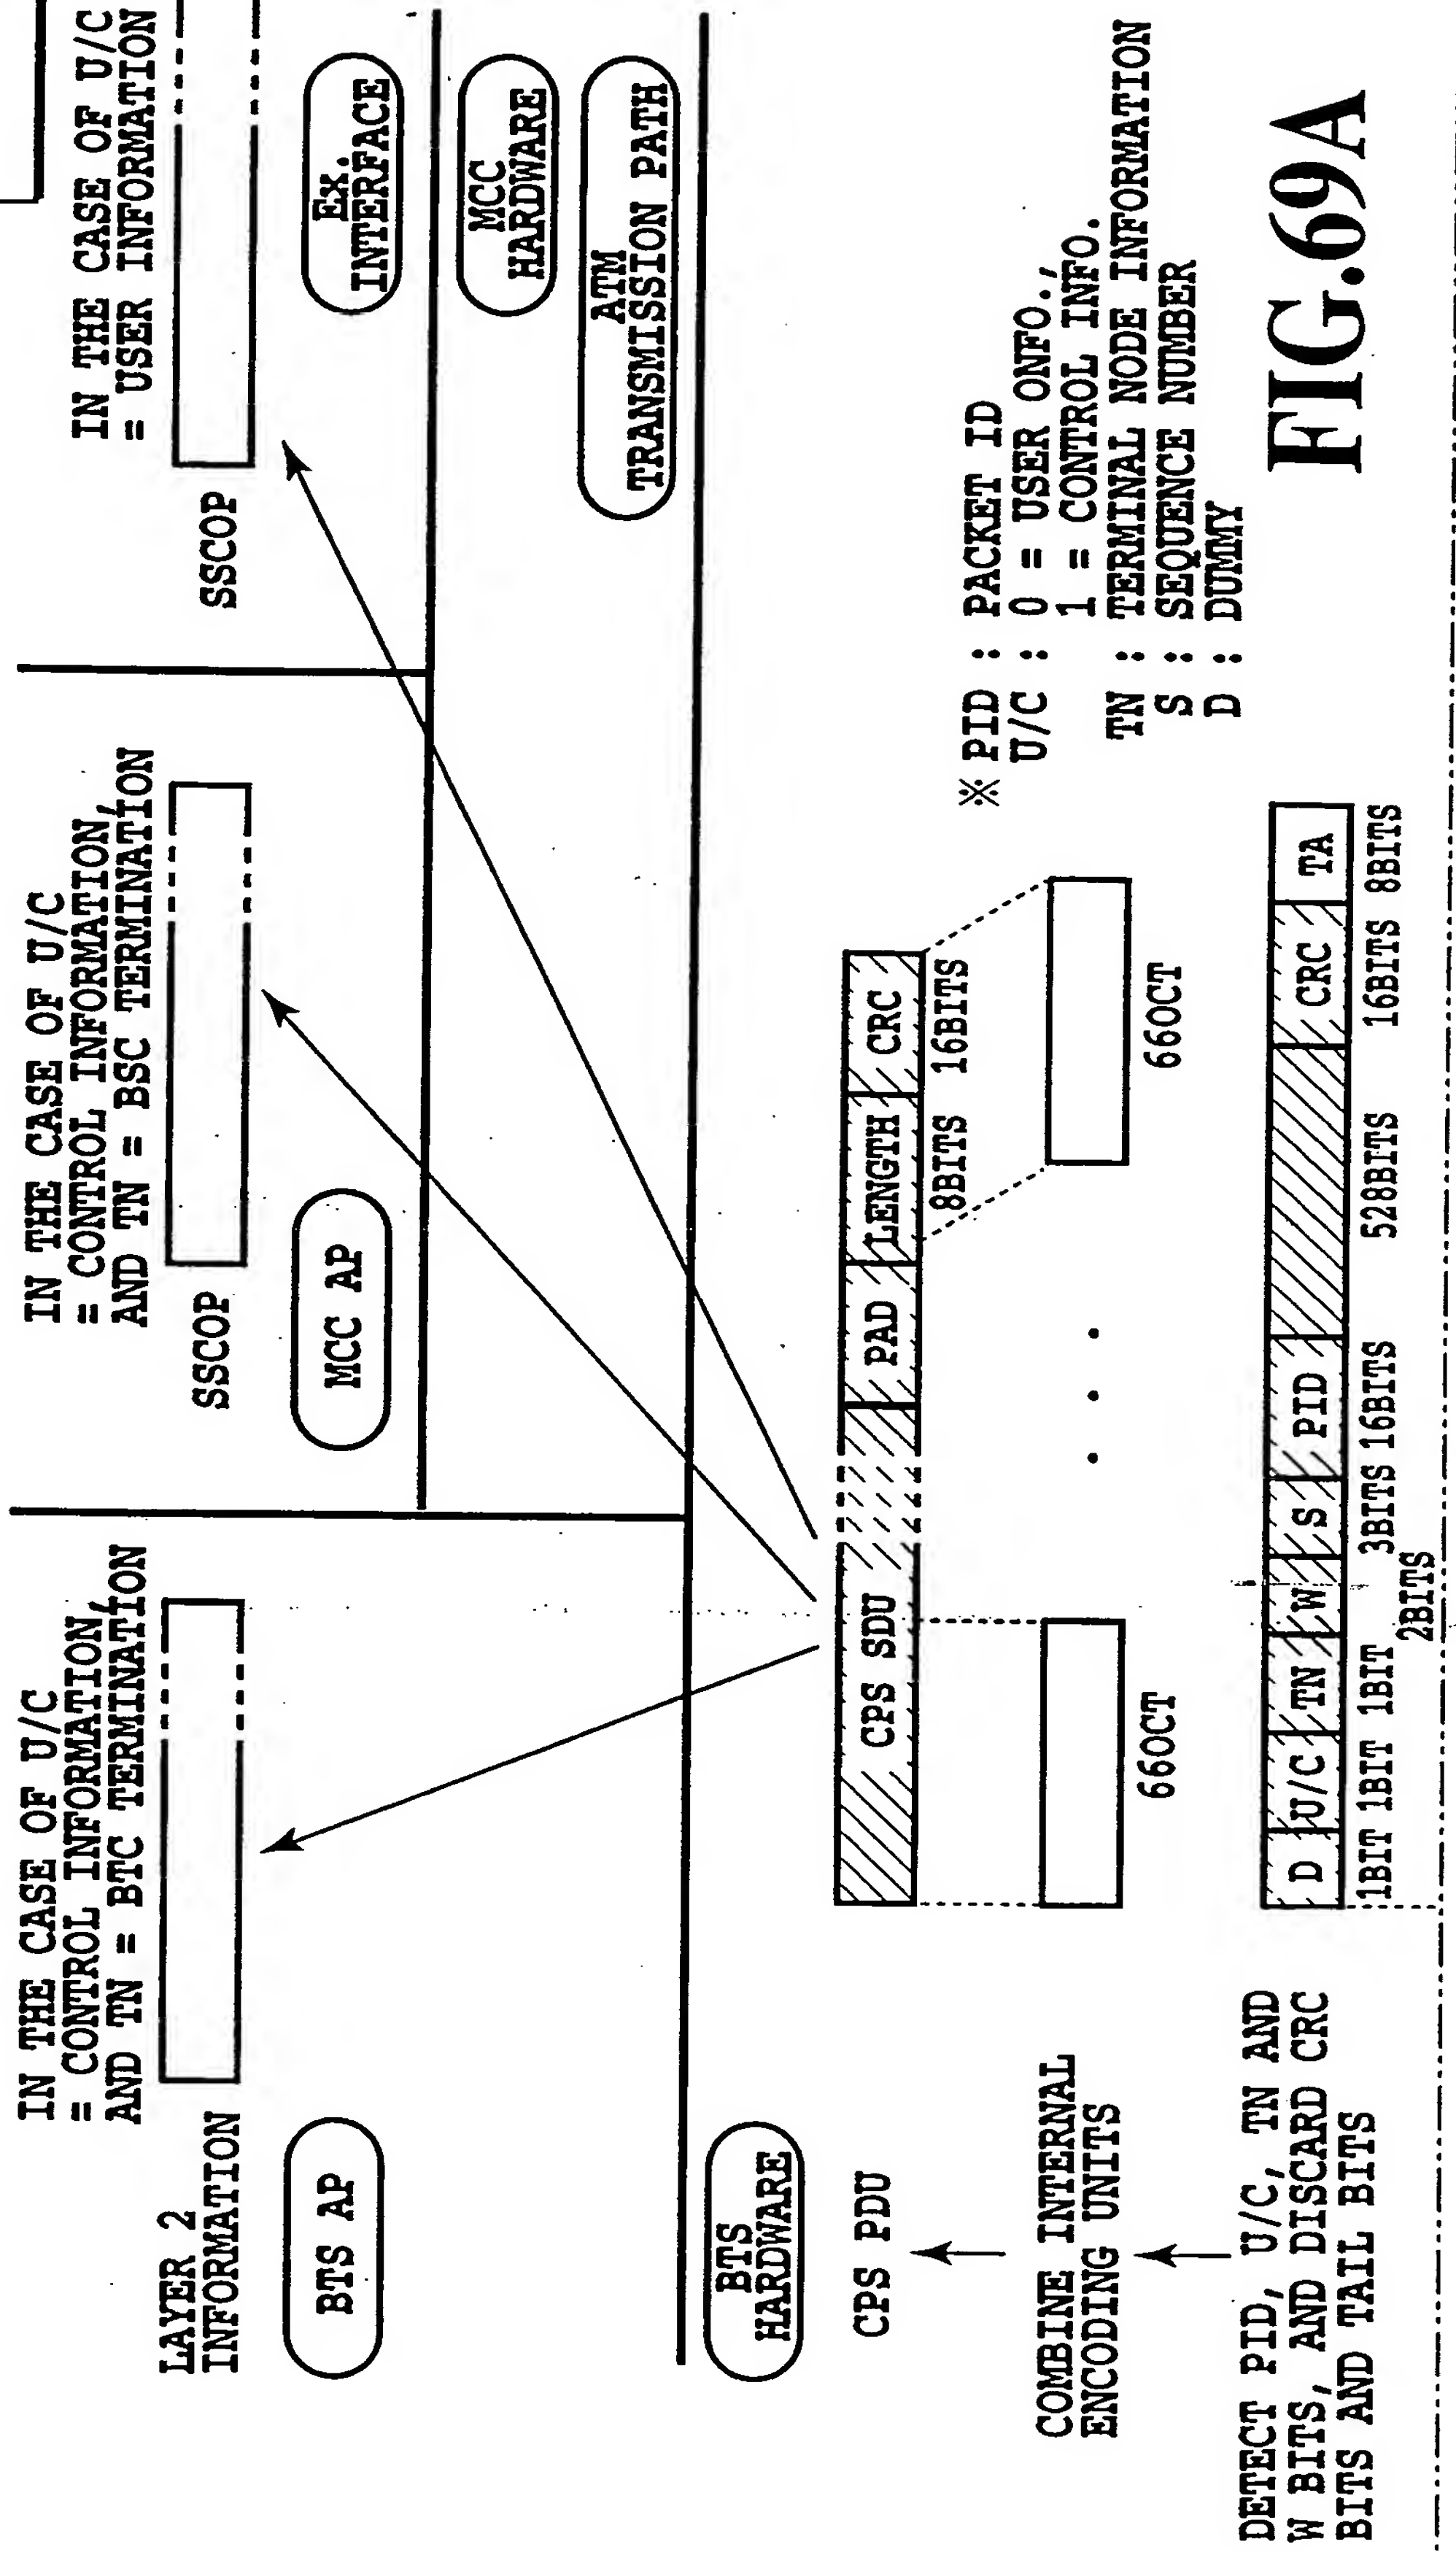 IN THE CASE OF U/C
= CONTROL INFORMATION,
AND TN = BTC TERMINATION
LAYER 2
INFORMATION
BTS AP
IN THE CASE OF U/C
= CONTROL INFORMATION,
AND TN = BSC TERMINATION
SSCOP
MCC AP
IN THE CASE OF U/C
= USER INFORMATION
SSCOP
Ex.
INTERFACE
MCC
HARDWARE
ATM
TRANSMISSION PATH
BTS
HARDWARE
CPS PDU
CPS SDU PAD LENGTH CRC
8BITS 16BITS
COMBINE INTERNAL
ENCODING UNITS
66OCT
66OCT
※ PID : PACKET ID
U/C : 0 = USER ONFO.,
1 = CONTROL INFO.
TN : TERMINAL NODE INFORMATION
S : SEQUENCE NUMBER
D : DUMMY
DETECT PID, U/C, TN AND
W BITS, AND DISCARD CRC
BITS AND TAIL BITS
D U/C TN W S PID CRC TA
1BIT 1BIT 1BIT 2BITS 3BITS 16BITS 528BITS 16BITS 8BITS
FIG.69A